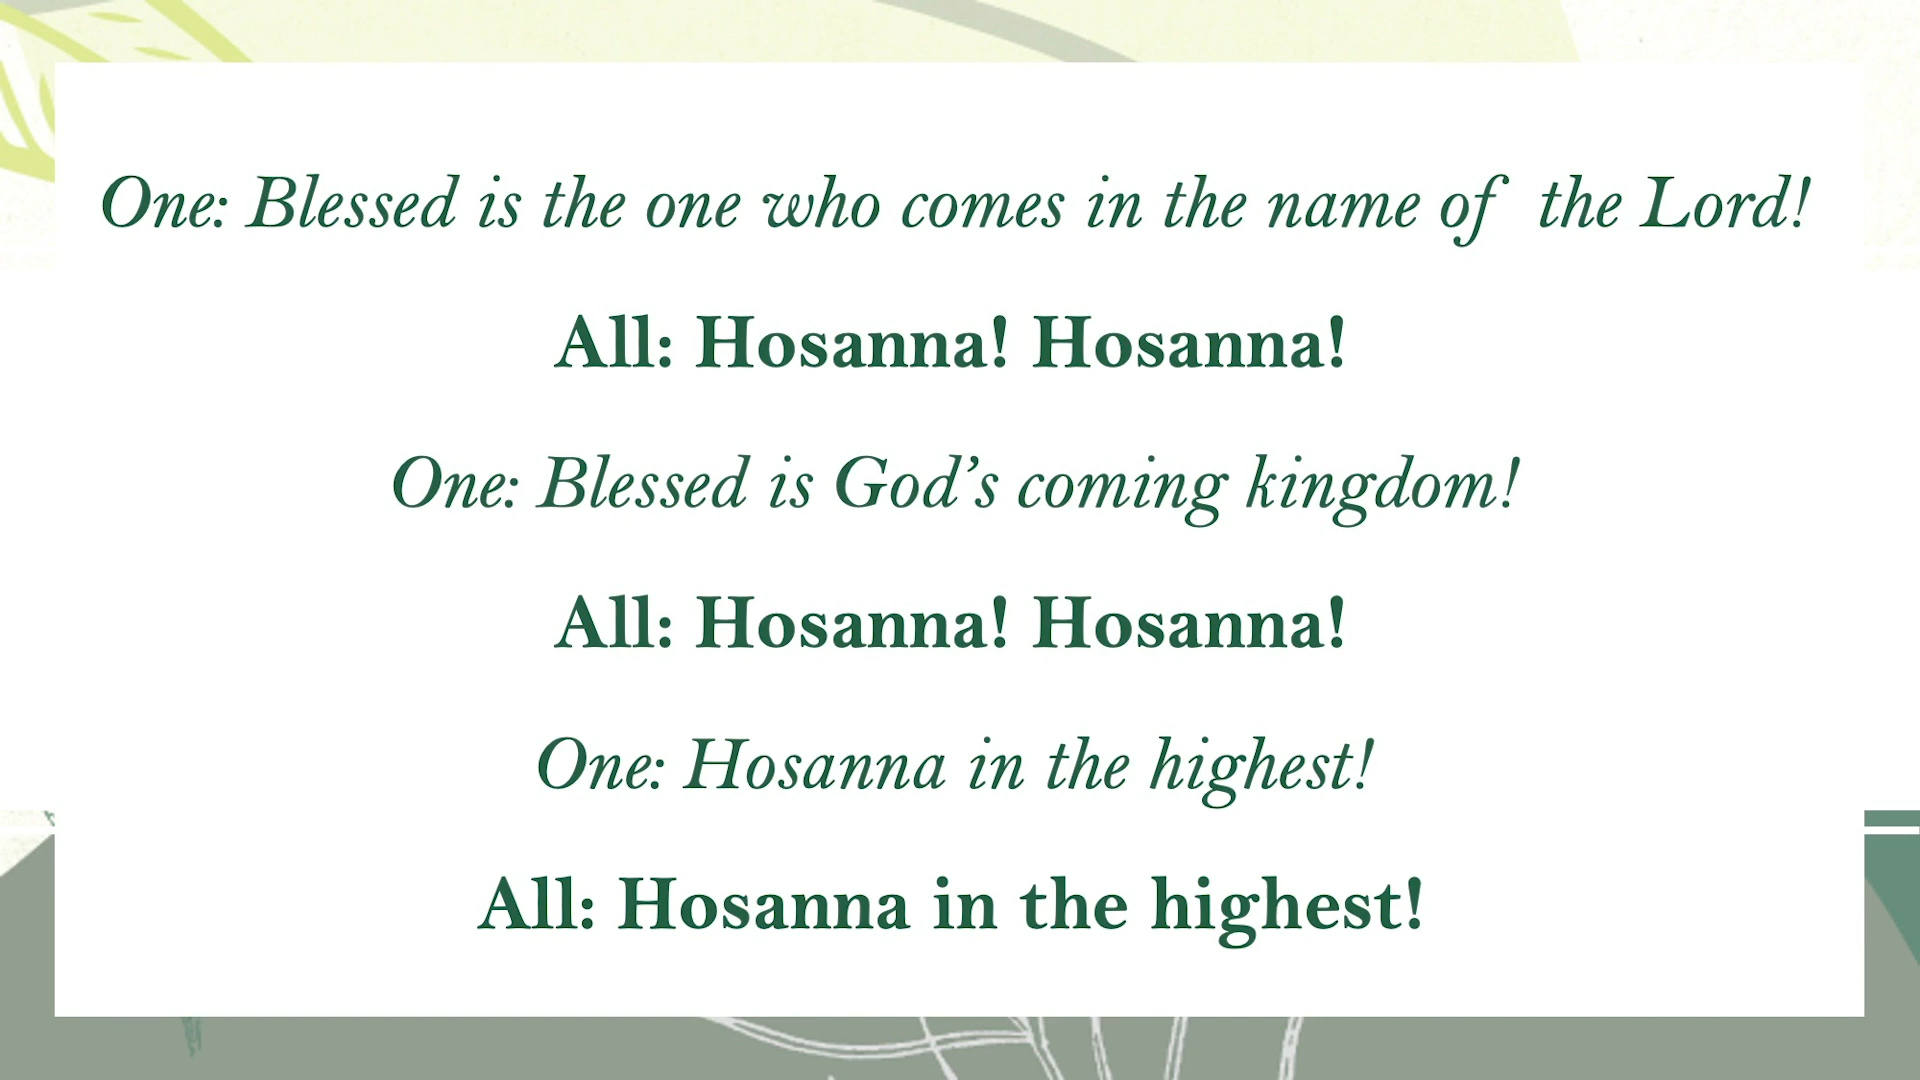 One: Blessed is the one who comes in the name of the Lord!
All: Hosanna! Hosanna!
One: Blessed is God’s coming kingdom!
All: Hosanna! Hosanna!
One: Hosanna in the highest!
All: Hosanna in the highest!